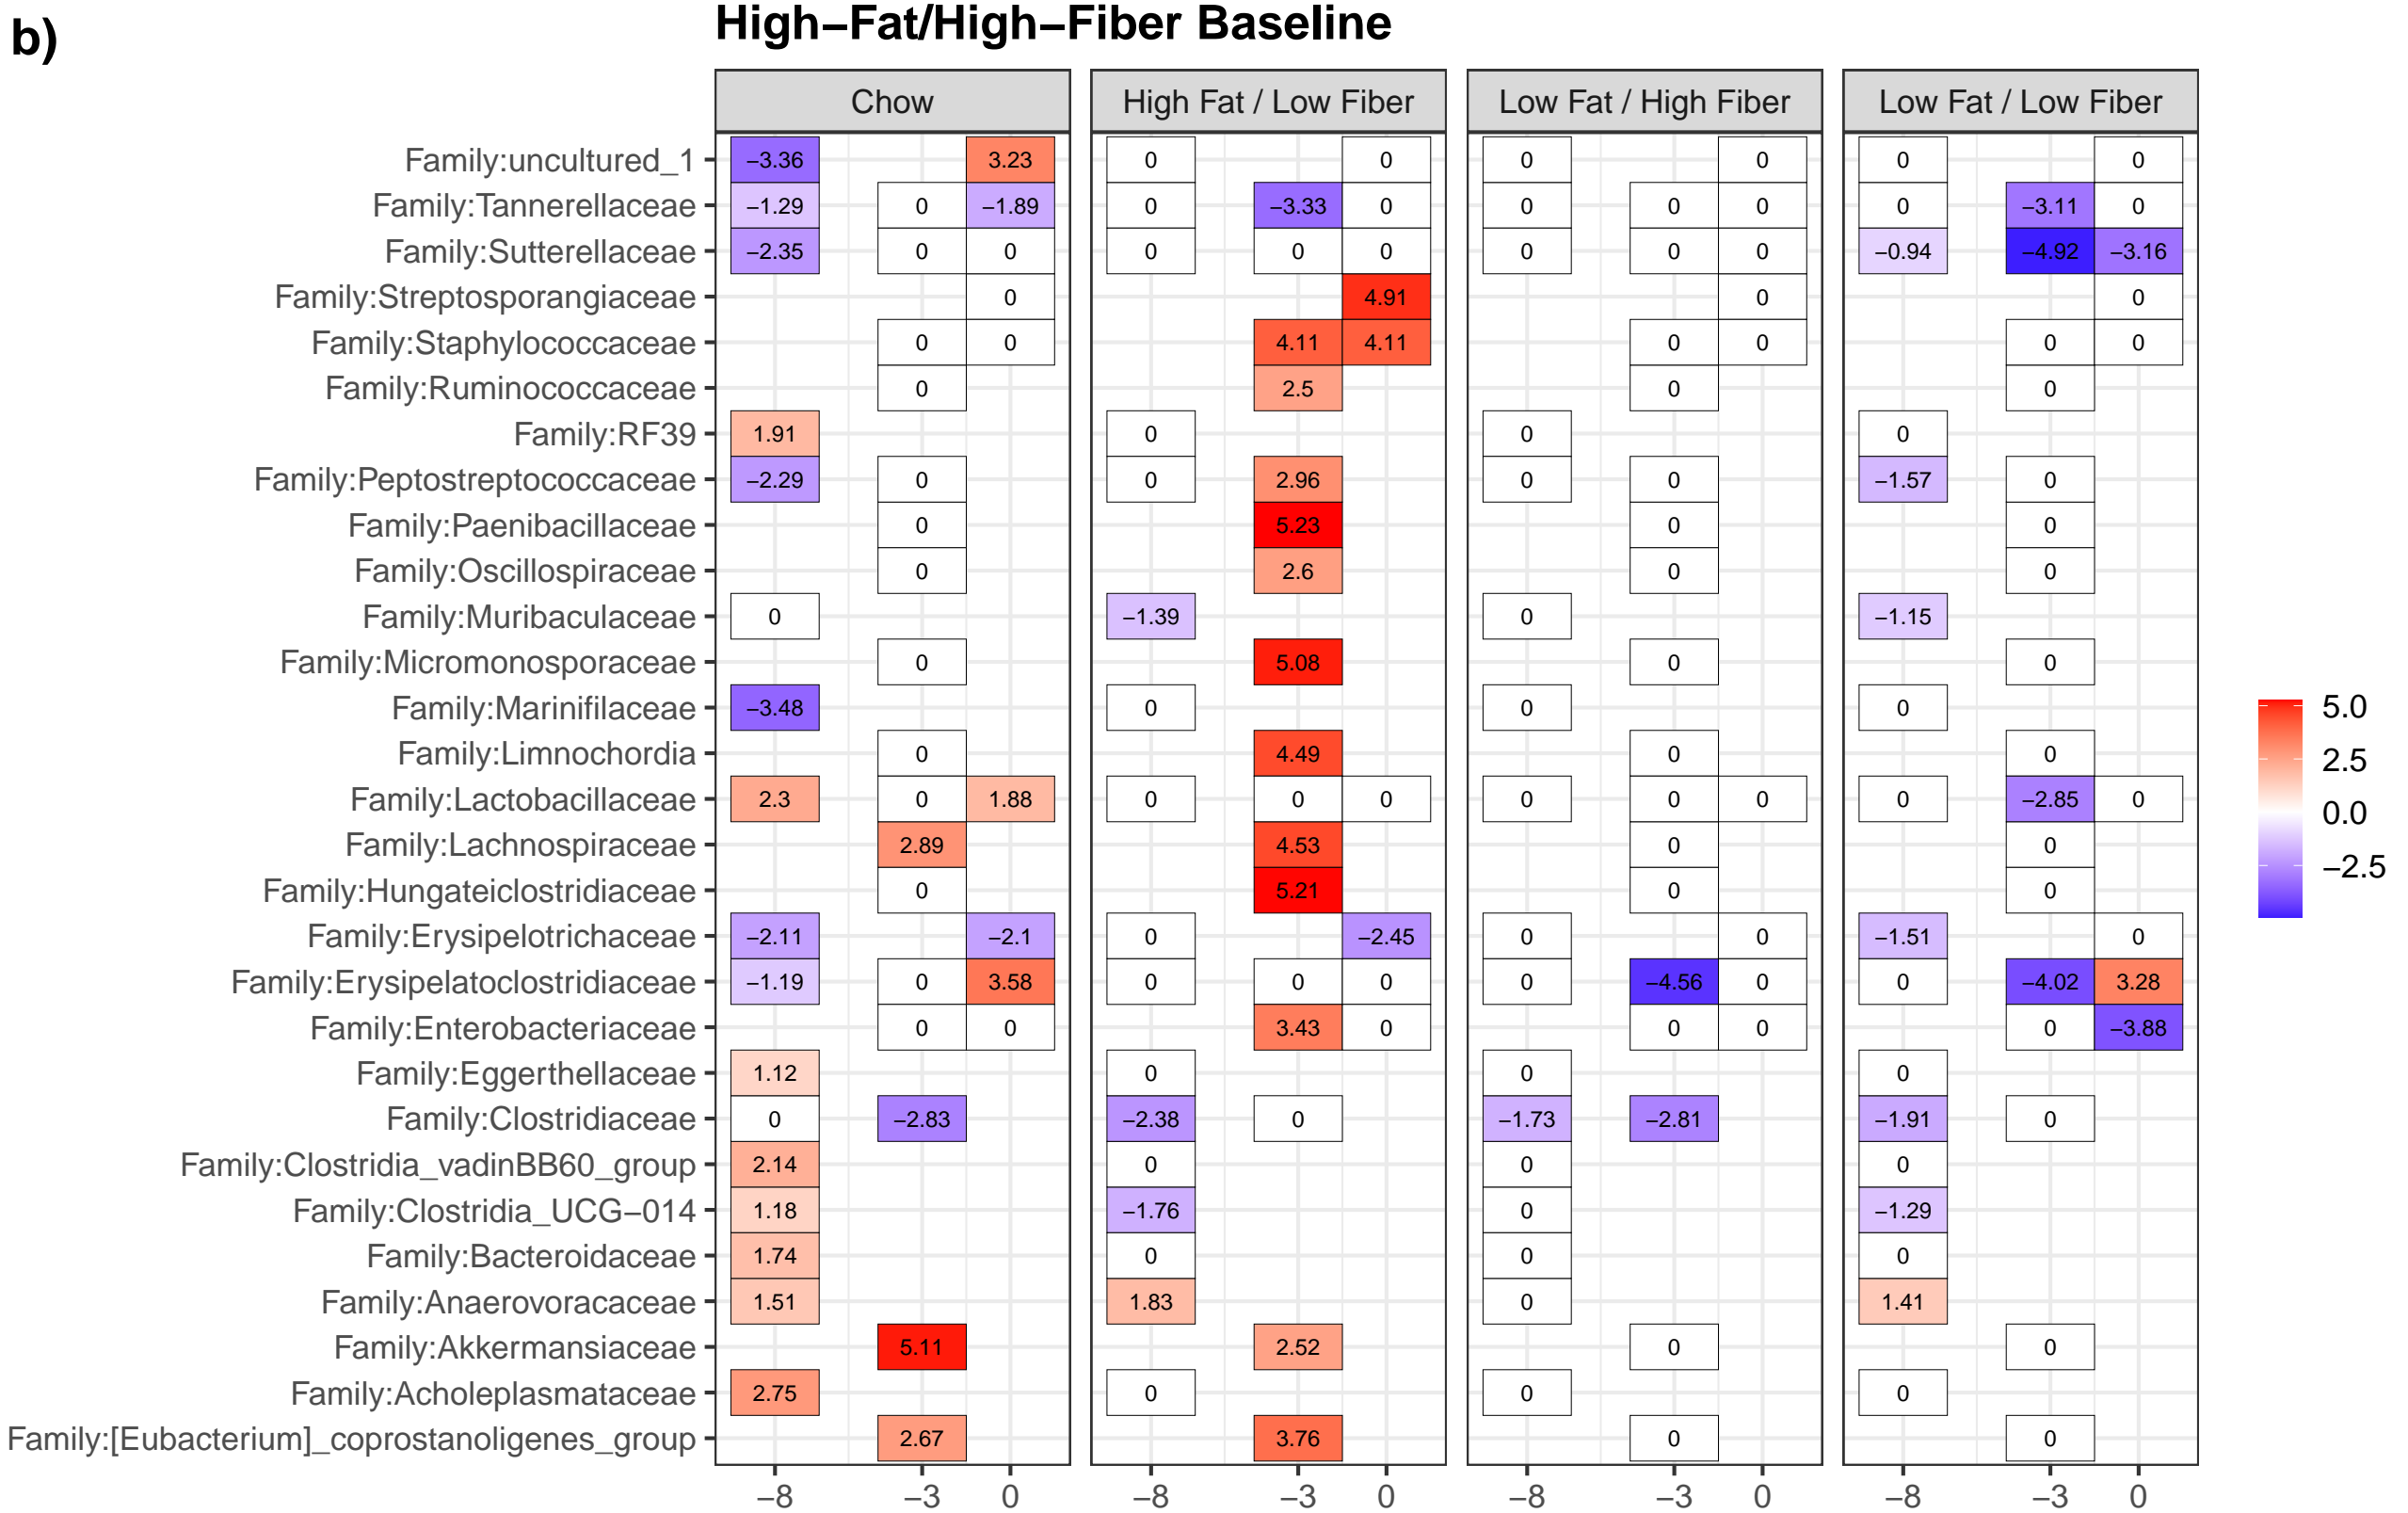 b)
High–Fat/High–Fiber Baseline
Chow High Fat / Low Fiber Low Fat / High Fiber Low Fat / Low Fiber
Family:uncultured_1 −3.36 3.23 0 0 0 0 0 0
Family:Tannerellaceae −1.29 0 −1.89 0 −3.33 0 0 0 0 0 −3.11 0
Family:Sutterellaceae −2.35 0 0 0 0 0 0 0 0 −0.94 −4.92 −3.16
Family:Streptosporangiaceae 0 4.91 0 0
Family:Staphylococcaceae 0 0 4.11 4.11 0 0 0 0
Family:Ruminococcaceae 0 2.5 0 0
Family:RF39 1.91 0 0 0
Family:Peptostreptococcaceae −2.29 0 0 2.96 0 0 −1.57 0
Family:Paenibacillaceae 0 5.23 0 0
Family:Oscillospiraceae 0 2.6 0 0
Family:Muribaculaceae 0 −1.39 0 −1.15
Family:Micromonosporaceae 0 5.08 0 0
Family:Marinifilaceae −3.48 0 0 0
Family:Limnochordia 0 4.49 0 0
Family:Lactobacillaceae 2.3 0 1.88 0 0 0 0 0 0 0 −2.85 0
Family:Lachnospiraceae 2.89 4.53 0 0
Family:Hungateiclostridiaceae 0 5.21 0 0
Family:Erysipelotrichaceae −2.11 −2.1 0 −2.45 0 0 −1.51 0
Family:Erysipelatoclostridiaceae −1.19 0 3.58 0 0 0 0 −4.56 0 0 −4.02 3.28
Family:Enterobacteriaceae 0 0 3.43 0 0 0 0 −3.88
Family:Eggerthellaceae 1.12 0 0 0
Family:Clostridiaceae 0 −2.83 −2.38 0 −1.73 −2.81 −1.91 0
Family:Clostridia_vadinBB60_group 2.14 0 0 0
Family:Clostridia_UCG−014 1.18 −1.76 0 −1.29
Family:Bacteroidaceae 1.74 0 0 0
Family:Anaerovoracaceae 1.51 1.83 0 1.41
Family:Akkermansiaceae 5.11 2.52 0 0
Family:Acholeplasmataceae 2.75 0 0 0
Family:[Eubacterium]_coprostanoligenes_group 2.67 3.76 0 0
−8 −3 0 −8 −3 0 −8 −3 0 −8 −3 0
5.0
2.5
0.0
−2.5